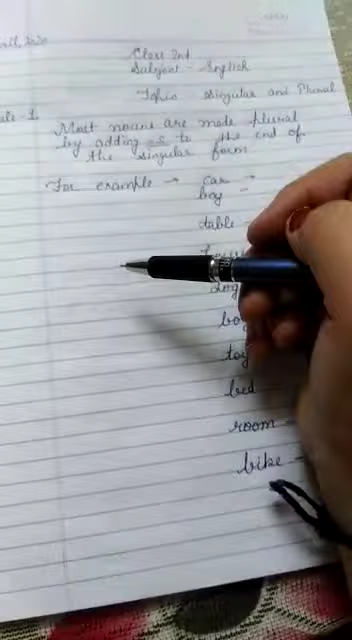 Class 2nd
Subject - English
Topic singular and Plural
Most nouns are made plural
by adding -s to the end of
the singular form
For example → car →
boy -
table -
dog
toy
bed
room -
bike -